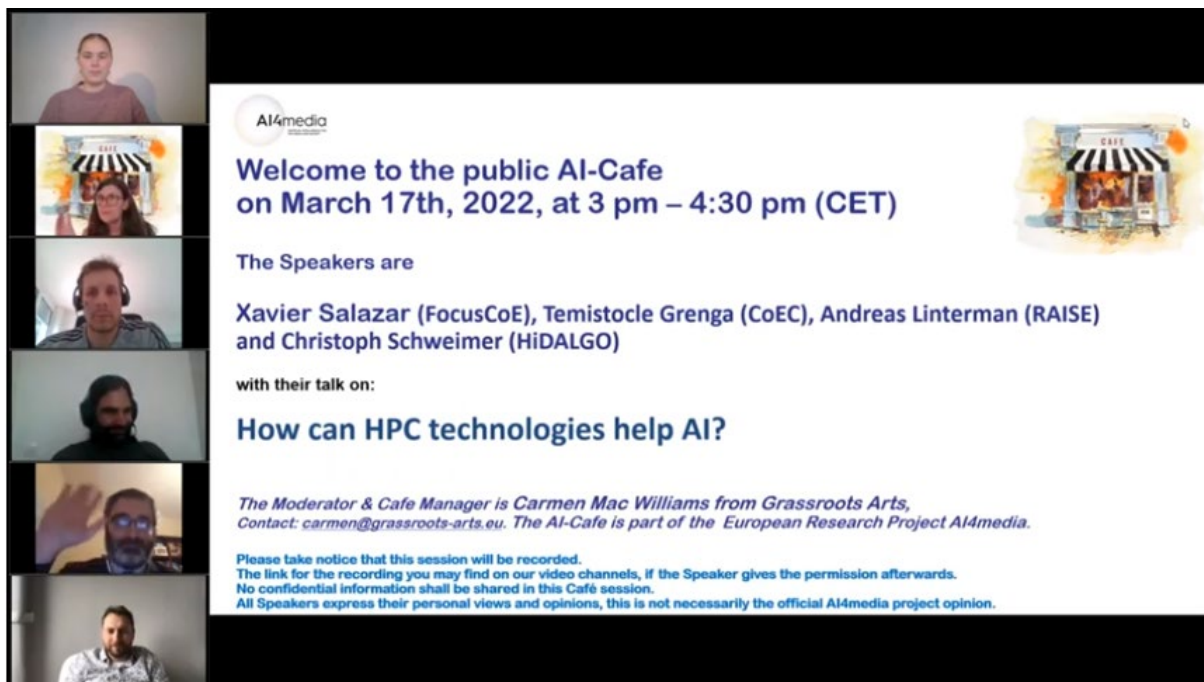 AI4media
CAFE
Welcome to the public AI-Cafe
on March 17th, 2022, at 3 pm – 4:30 pm (CET)
The Speakers are
Xavier Salazar (FocusCoE), Temistocle Grenga (CoEC), Andreas Linterman (RAISE)
and Christoph Schweimer (HiDALGO)
with their talk on:
How can HPC technologies help AI?
The Moderator & Cafe Manager is Carmen Mac Williams from Grassroots Arts,
Contact: carmen@grassroots-arts.eu. The AI-Cafe is part of the European Research Project AI4media.
Please take notice that this session will be recorded.
The link for the recording you may find on our video channels, if the Speaker gives the permission afterwards.
No confidential information shall be shared in this Café session.
All Speakers express their personal views and opinions, this is not necessarily the official AI4media project opinion.
CAFE